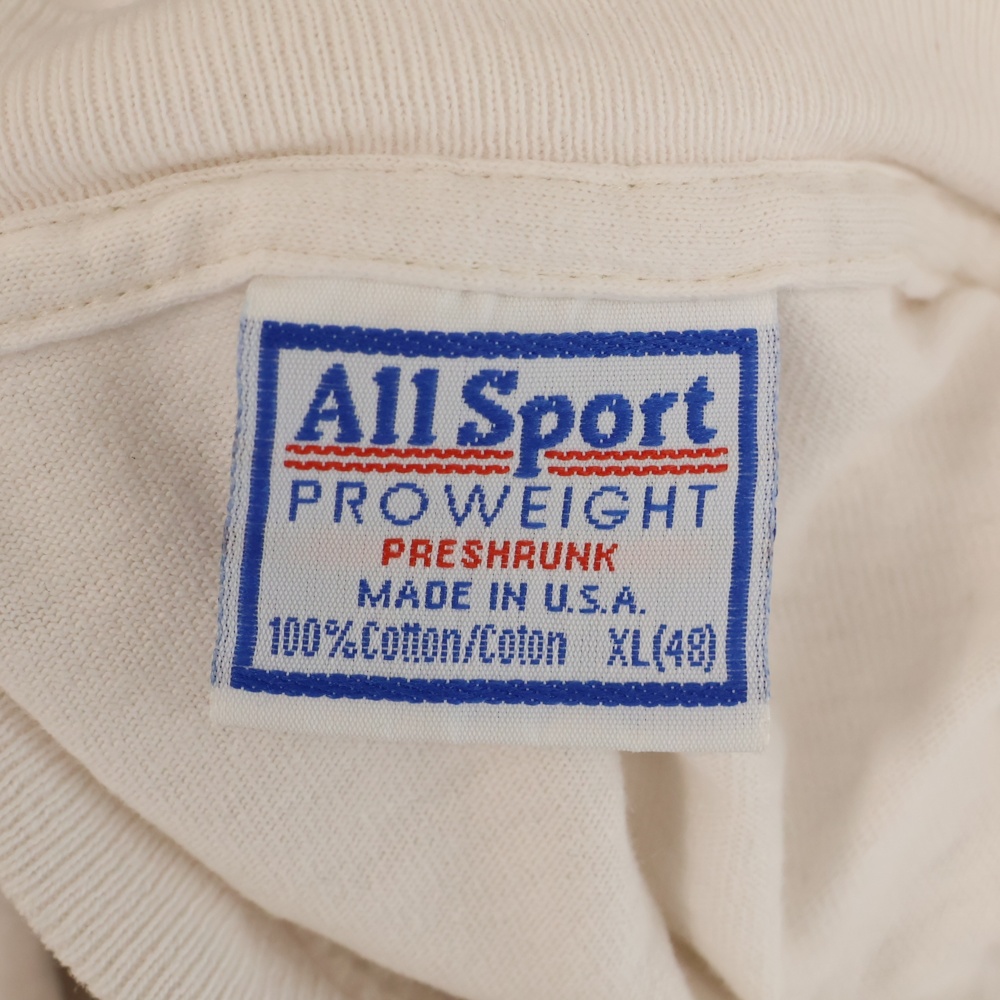 All Sport
PROWEIGHT
PRESHRUNK
MADE IN U.S.A.
100% Cotton/Coton XL(48)